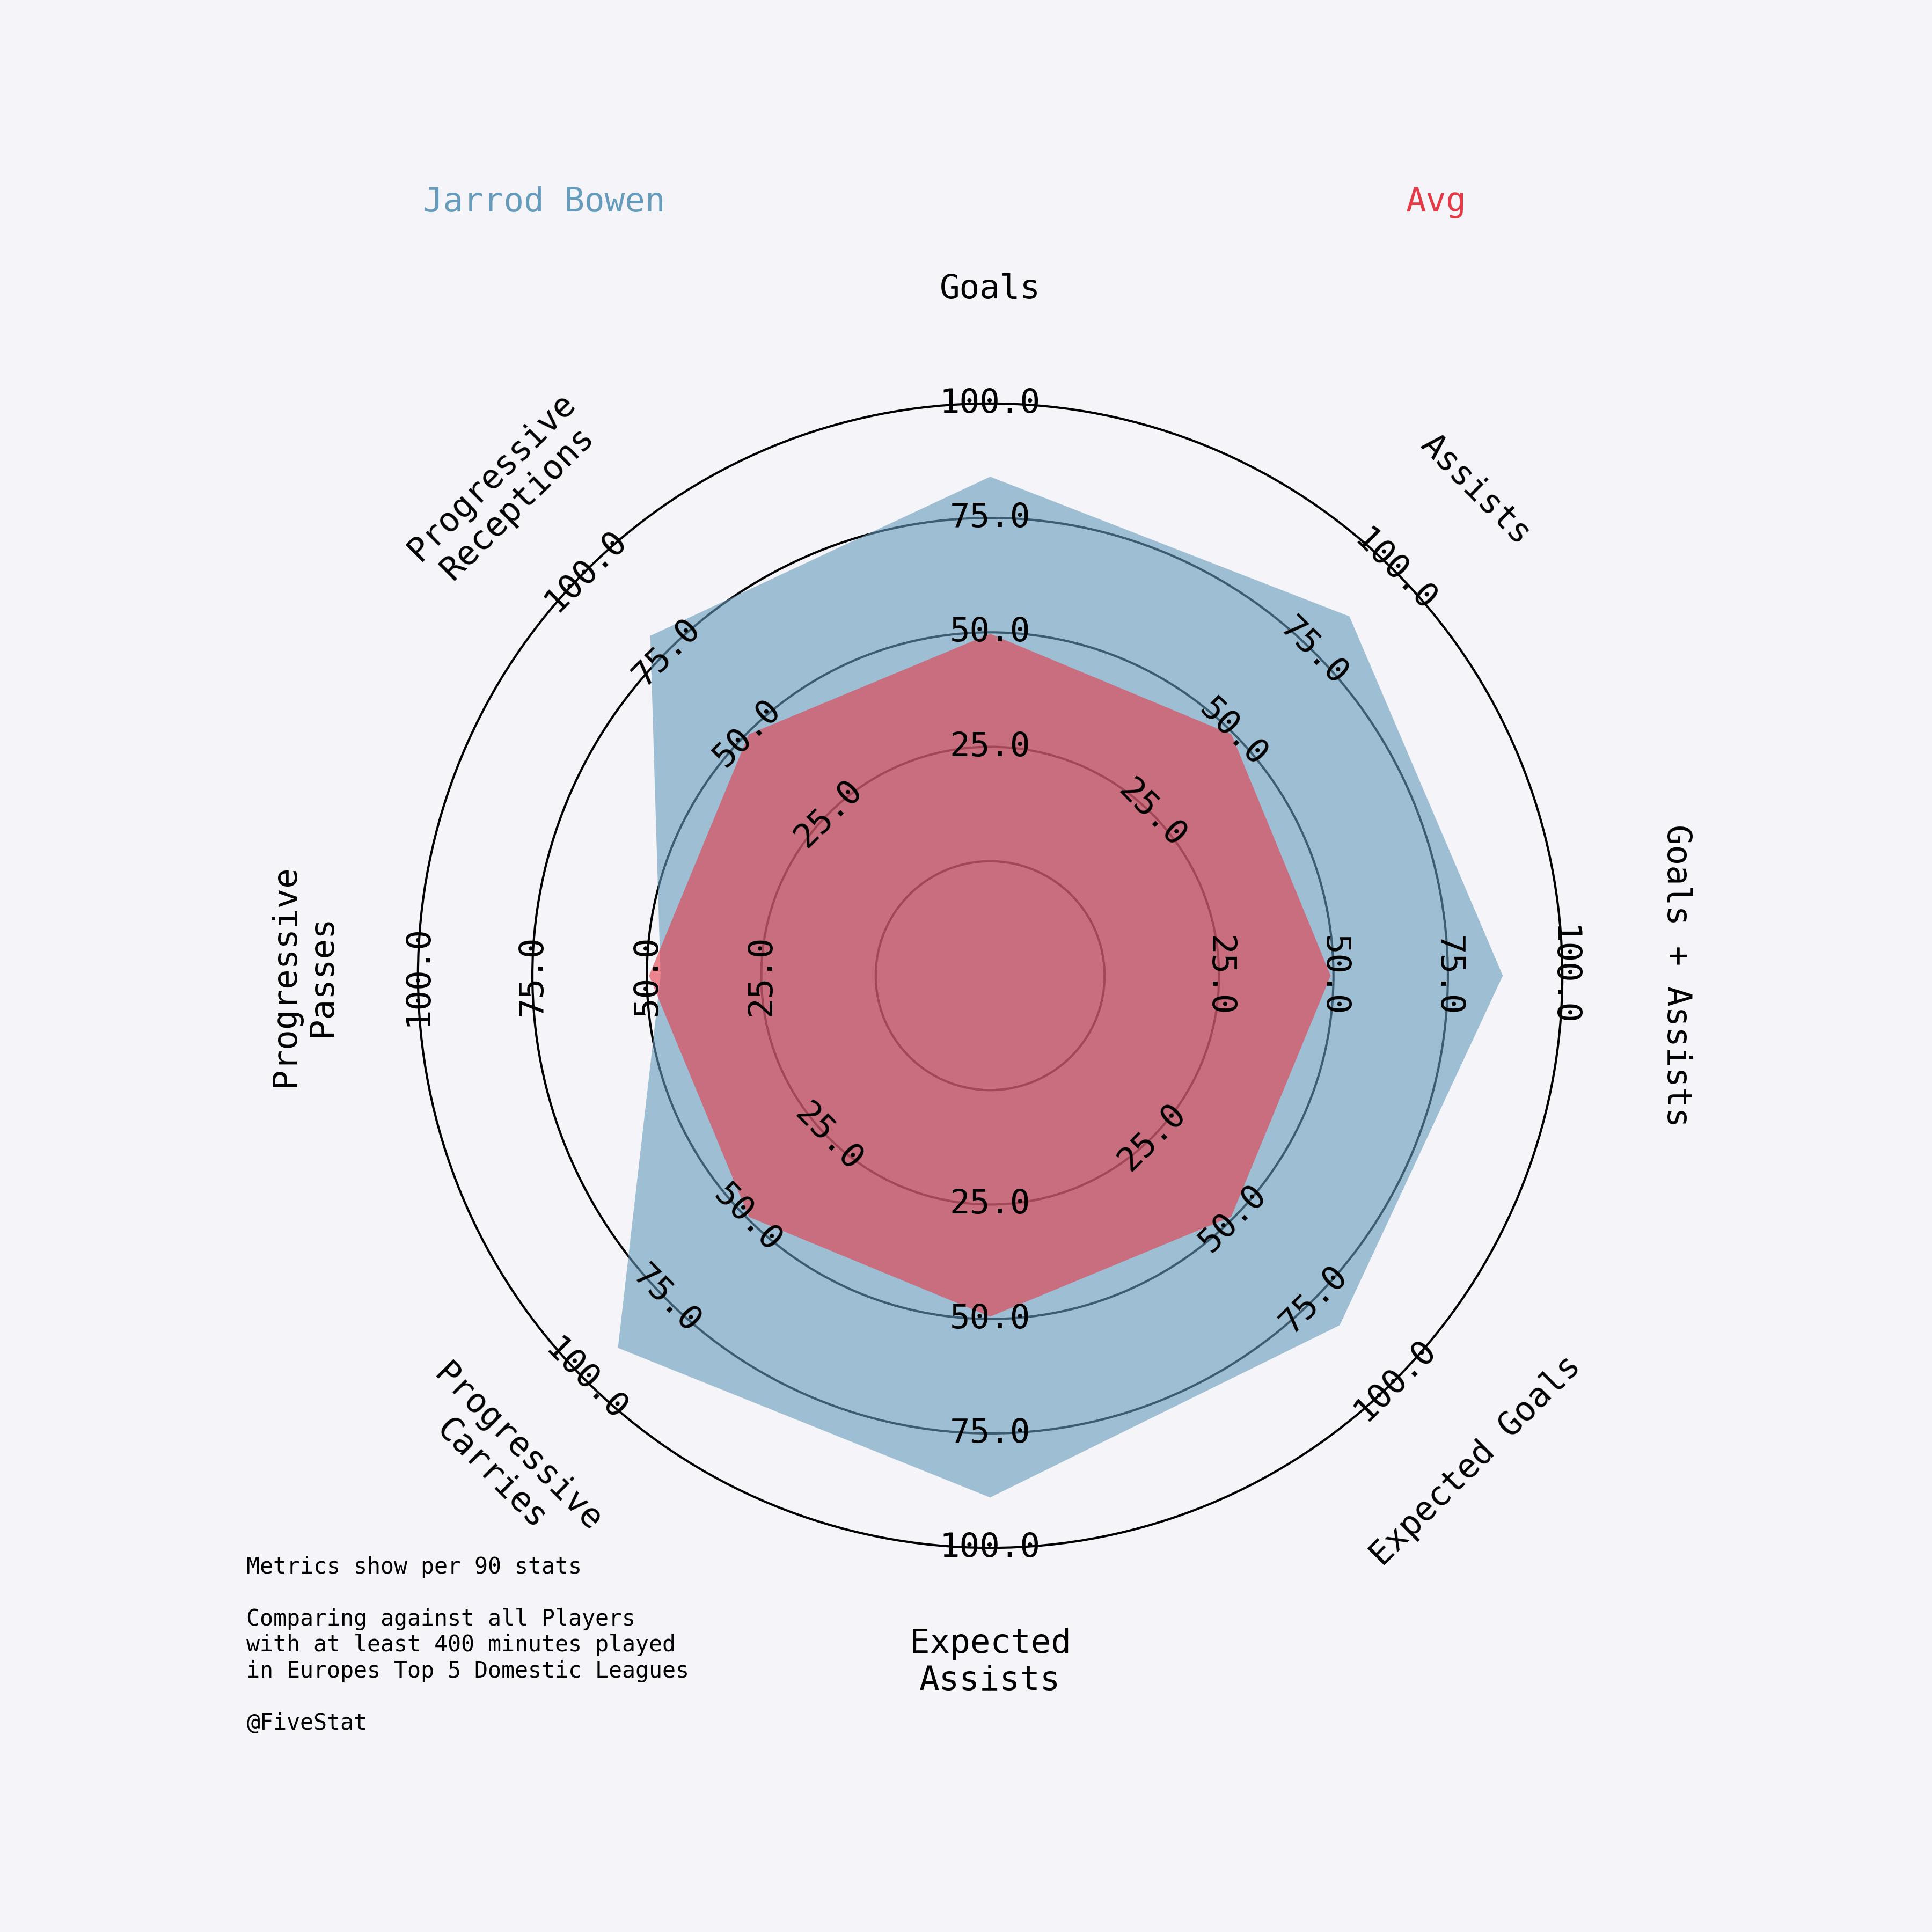 Jarrod Bowen
Avg
Goals
Assists
Goals + Assists
Expected Goals
Expected
Assists
Progressive
Carries
Progressive
Passes
Progressive
Receptions
25.0
50.0
75.0
100.0
25.0
50.0
75.0
100.0
25.0
50.0
75.0
100.0
25.0
50.0
75.0
100.0
25.0
50.0
75.0
100.0
25.0
50.0
75.0
100.0
25.0
50.0
75.0
100.0
25.0
50.0
75.0
100.0
Metrics show per 90 stats
Comparing against all Players
with at least 400 minutes played
in Europes Top 5 Domestic Leagues
@FiveStat